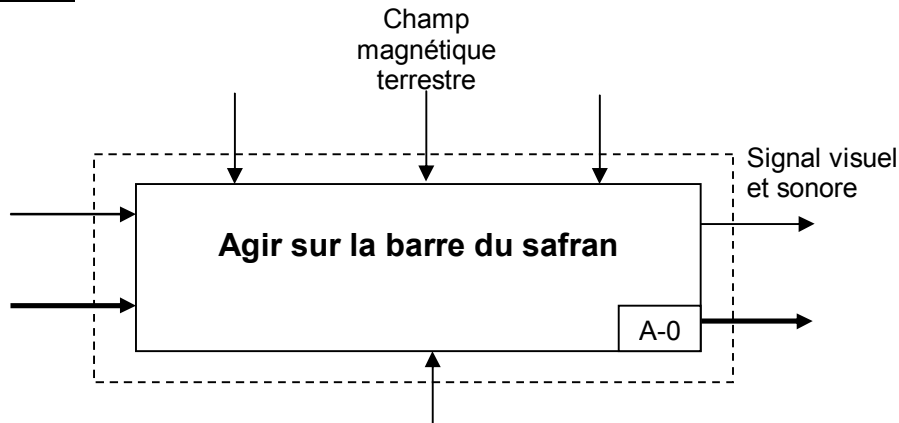 Champ
magnétique
terrestre
Signal visuel
et sonore
Agir sur la barre du safran
A-0